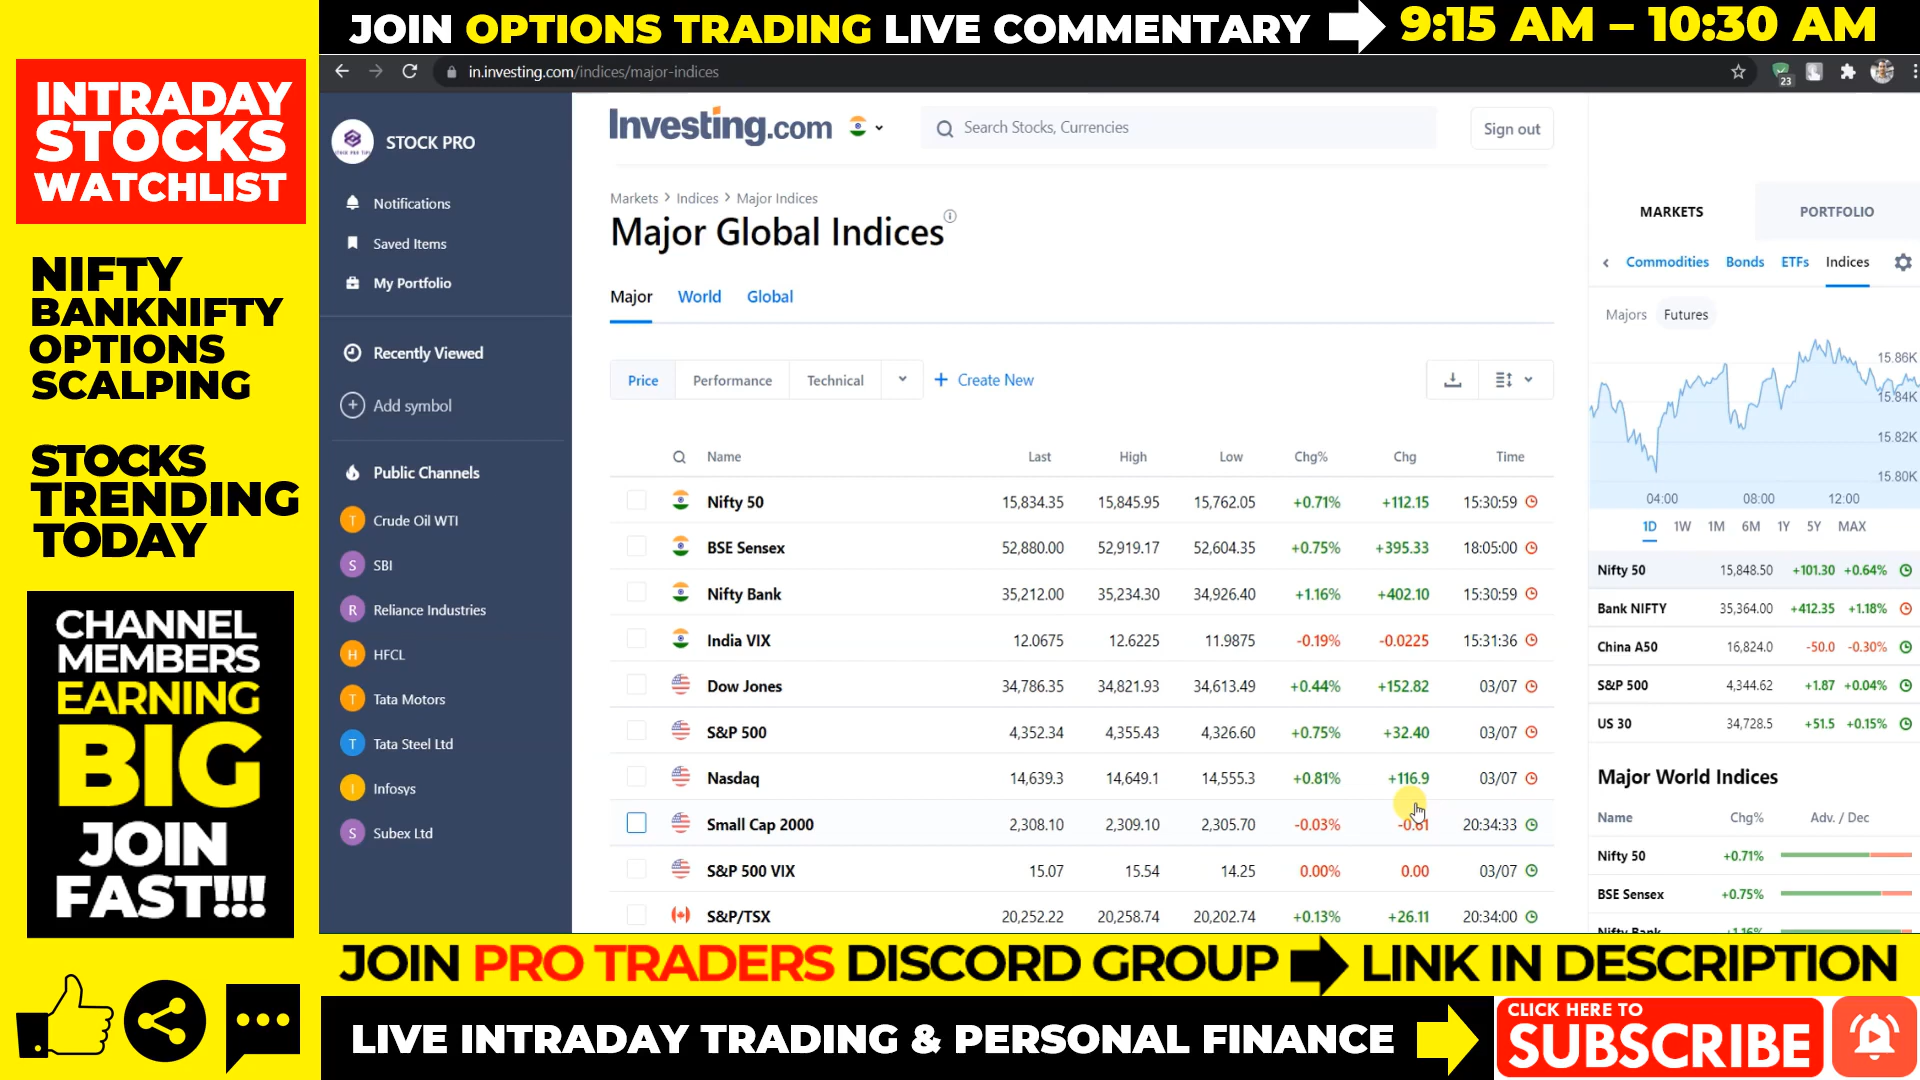 JOIN OPTIONS TRADING LIVE COMMENTARY
9:15 AM – 10:30 AM
INTRADAY
STOCKS
WATCHLIST
NIFTY
BANKNIFTY
OPTIONS
SCALPING
STOCKS
TRENDING
TODAY
CHANNEL
MEMBERS
EARNING
BIG
JOIN
FAST!!!
in.investing.com/indices/major-indices
23
STOCK PRO
Notifications
Saved Items
My Portfolio
Recently Viewed
Add symbol
Public Channels
T Crude Oil WTI
S SBI
R Reliance Industries
H HFCL
T Tata Motors
T Tata Steel Ltd
I Infosys
S Subex Ltd
Investing.com
Search Stocks, Currencies
Sign out
Markets > Indices > Major Indices
Major Global Indices
Major World Global
Price Performance Technical + Create New
Name Last High Low Chg% Chg Time
Nifty 50 15,834.35 15,845.95 15,762.05 +0.71% +112.15 15:30:59
BSE Sensex 52,880.00 52,919.17 52,604.35 +0.75% +395.33 18:05:00
Nifty Bank 35,212.00 35,234.30 34,926.40 +1.16% +402.10 15:30:59
India VIX 12.0675 12.6225 11.9875 -0.19% -0.0225 15:31:36
Dow Jones 34,786.35 34,821.93 34,613.49 +0.44% +152.82 03/07
S&P 500 4,352.34 4,355.43 4,326.60 +0.75% +32.40 03/07
Nasdaq 14,639.3 14,649.1 14,555.3 +0.81% +116.9 03/07
Small Cap 2000 2,308.10 2,309.10 2,305.70 -0.03% 20:34:33
S&P 500 VIX 15.07 15.54 14.25 0.00% 0.00 03/07
S&P/TSX 20,252.22 20,258.74 20,202.74 +0.13% +26.11 20:34:00
MARKETS PORTFOLIO
Commodities Bonds ETFs Indices
Majors Futures
15.86K
15.84K
15.82K
15.80K
04:00 08:00 12:00
1D 1W 1M 6M 1Y 5Y MAX
Nifty 50 15,848.50 +101.30 +0.64%
Bank NIFTY 35,364.00 +412.35 +1.18%
China A50 16,824.0 -50.0 -0.30%
S&P 500 4,344.62 +1.87 +0.04%
US 30 34,728.5 +51.5 +0.15%
Major World Indices
Name Chg% Adv. / Dec
Nifty 50 +0.71%
BSE Sensex +0.75%
Nifty Bank +1.16%
JOIN PRO TRADERS DISCORD GROUP LINK IN DESCRIPTION
LIVE INTRADAY TRADING & PERSONAL FINANCE
CLICK HERE TO
SUBSCRIBE